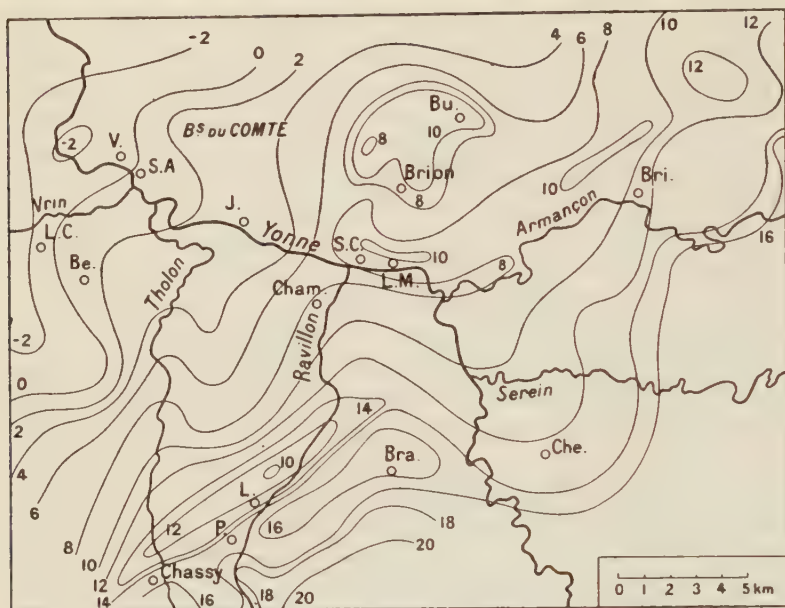 -2
0
2
4
6
8
10
12
12
Bu.
10
8
Bˢ DU COMTE
-2
V.
S.A
Brion
8
10
Bri.
Vrin
L.C.
J.
Yonne
S.C.
10
Armançon
16
Be.
Tholon
L.M.
8
Cham.
Ravillon
-2
0
Serein
14
2
4
10
Bra.
Che.
6
L.
8
12
P.
16
18
10
20
12
Chassy
14
16
18
20
0 1 2 3 4 5 km